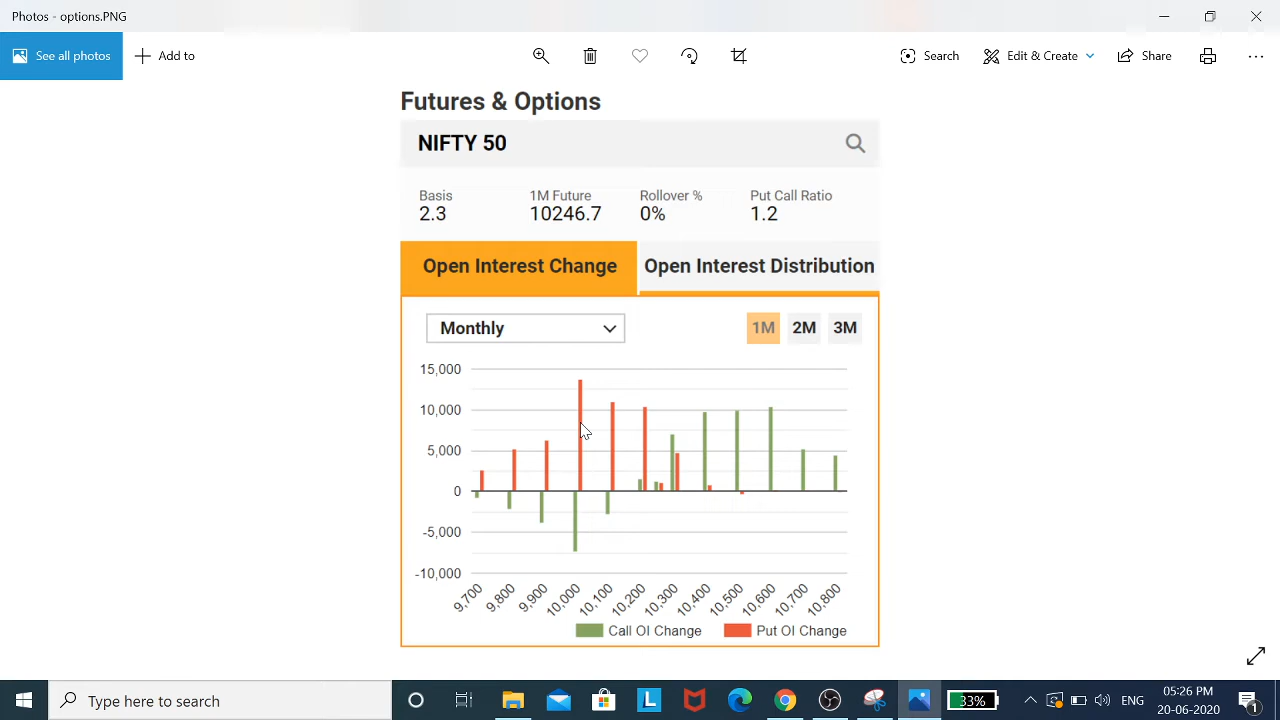 Photos - options.PNG
See all photos
Add to
Search
Edit & Create
Share
Futures & Options
NIFTY 50
Basis 1M Future Rollover % Put Call Ratio
2.3 10246.7 0% 1.2
Open Interest Change Open Interest Distribution
Monthly 1M 2M 3M
15,000
10,000
5,000
0
-5,000
-10,000
9,700 9,800 9,900 10,000 10,100 10,200 10,300 10,400 10,500 10,600 10,700 10,800
Call OI Change Put OI Change
Type here to search
L
33%
ENG
05:26 PM
20-06-2020
1